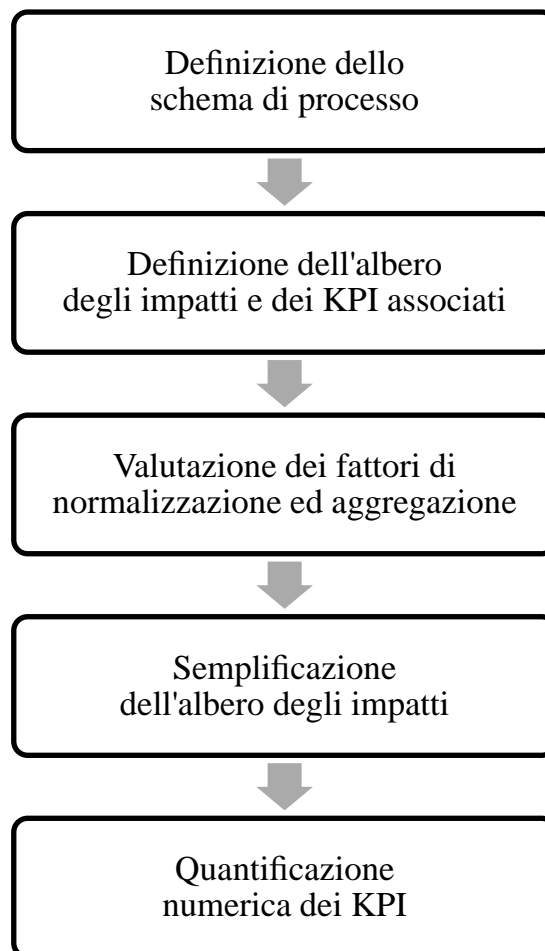 Definizione dello
schema di processo
Definizione dell'albero
degli impatti e dei KPI associati
Valutazione dei fattori di
normalizzazione ed aggregazione
Semplificazione
dell'albero degli impatti
Quantificazione
numerica dei KPI